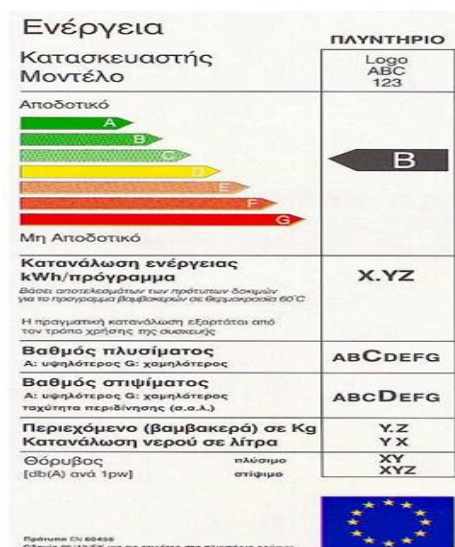 Ενέργεια
ΠΛΥΝΤΗΡΙΟ
Κατασκευαστής
Μοντέλο
Logo
ABC
123
Αποδοτικό
A
B
C
D
E
F
G
B
Μη Αποδοτικό
Κατανάλωση ενέργειας
kWh/πρόγραμμα
X.YZ
Βάσει αποτελεσμάτων των πρότυπων δοκιμών
για το πρόγραμμα βαμβακερών σε θερμοκρασία 60°C
Η πραγματική κατανάλωση εξαρτάται από
τον τρόπο χρήσης της συσκευής
Βαθμός πλυσίματος
A: υψηλότερος G: χαμηλότερος
ABCDEFG
Βαθμός στιψίματος
A: υψηλότερος G: χαμηλότερος
ταχύτητα περιδίνησης (σ.α.λ.)
ABCDEFG
Περιεχόμενο (βαμβακερά) σε Kg
Κατανάλωση νερού σε λίτρα
Y.Z
YX
Θόρυβος
[db(A) ανά 1pw]
πλύσιμο
στίψιμο
XY
XYZ
Πρότυπο EN 60456